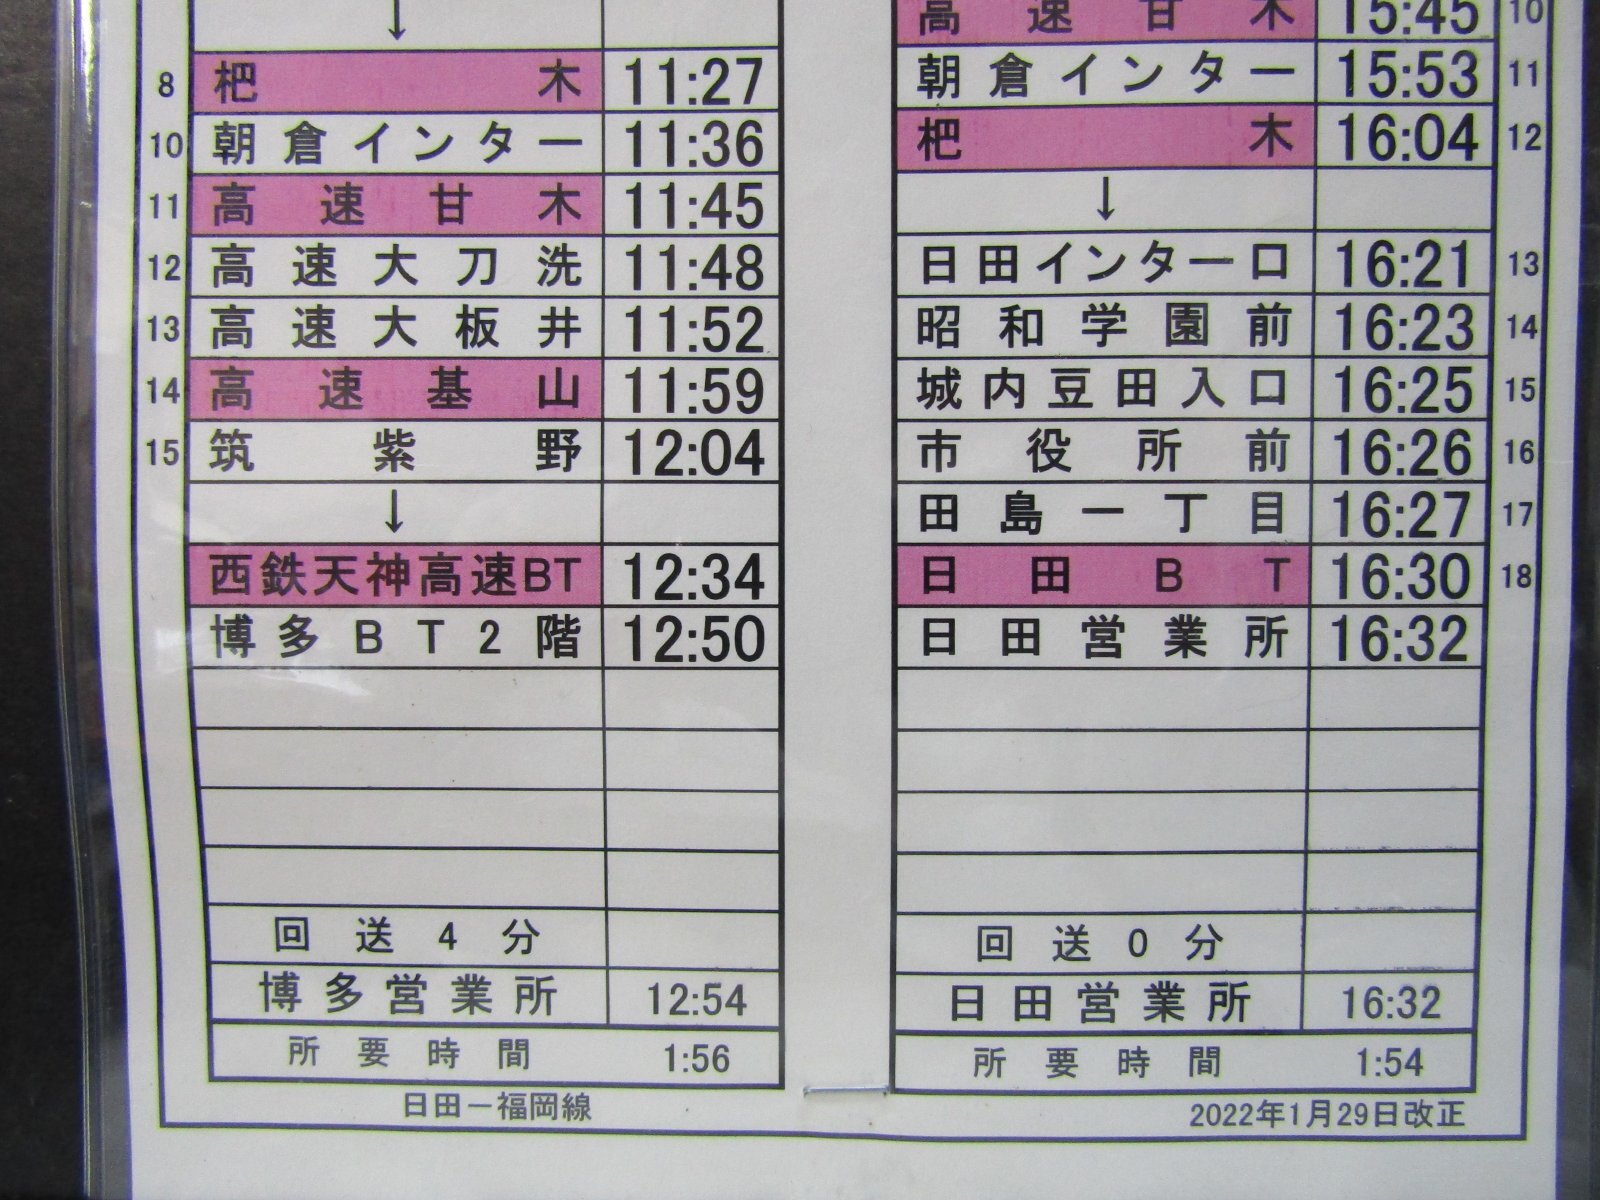 ↓
8 杷木 11:27
10 朝倉インター 11:36
11 高速甘木 11:45
12 高速大刀洗 11:48
13 高速大板井 11:52
14 高速基山 11:59
15 筑紫野 12:04
↓
西鉄天神高速BT 12:34
博多BT2階 12:50
回送4分
博多営業所 12:54
所要時間 1:56
日田－福岡線
高速甘木 15:45 10
朝倉インター 15:53 11
杷木 16:04 12
↓
日田インター口 16:21 13
昭和学園前 16:23 14
城内豆田入口 16:25 15
市役所前 16:26 16
田島一丁目 16:27 17
日田BT 16:30 18
日田営業所 16:32
回送0分
日田営業所 16:32
所要時間 1:54
2022年1月29日改正